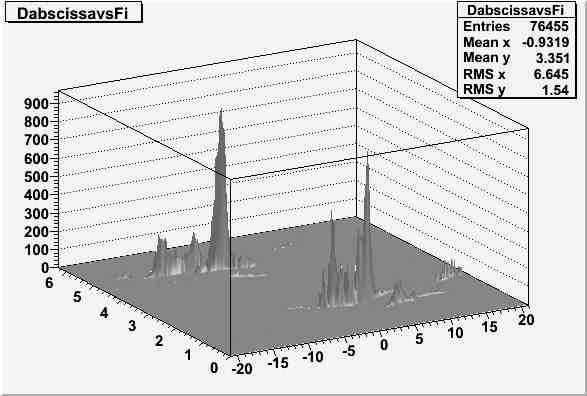 DabscissavsFi
DabscissavsFi
Entries 76455
Mean x -0.9319
Mean y 3.351
RMS x 6.645
RMS y 1.54
900
800
700
600
500
400
300
200
100
0
6
5
4
3
2
1
0
-20 -15 -10 -5 0 5 10 15 20